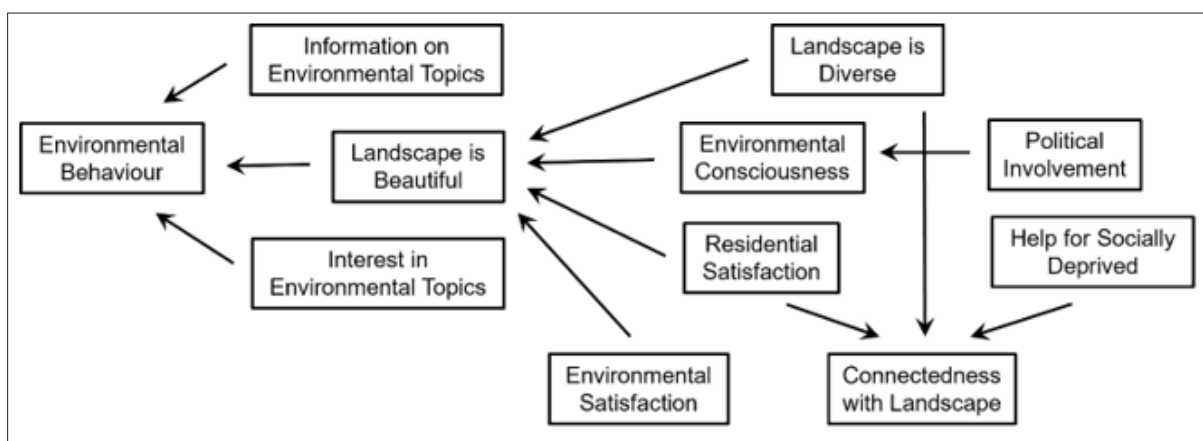 Information on
Environmental Topics
Landscape is
Diverse
Environmental
Behaviour
Landscape is
Beautiful
Environmental
Consciousness
Political
Involvement
Interest in
Environmental Topics
Residential
Satisfaction
Help for Socially
Deprived
Environmental
Satisfaction
Connectedness
with Landscape